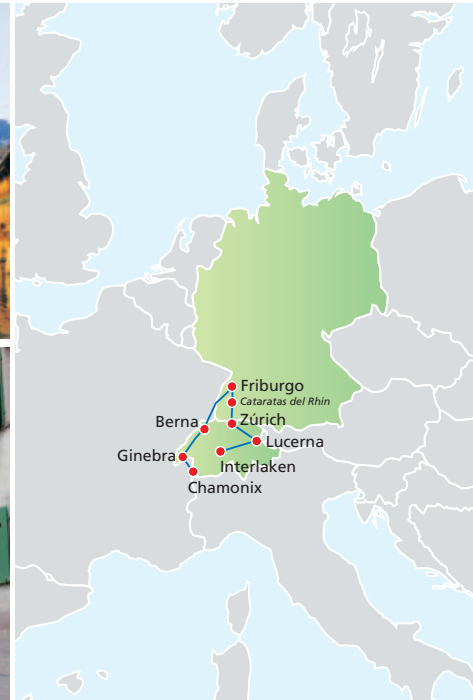 Friburgo
Cataratas del Rhin
Zúrich
Berna
Lucerna
Ginebra
Interlaken
Chamonix